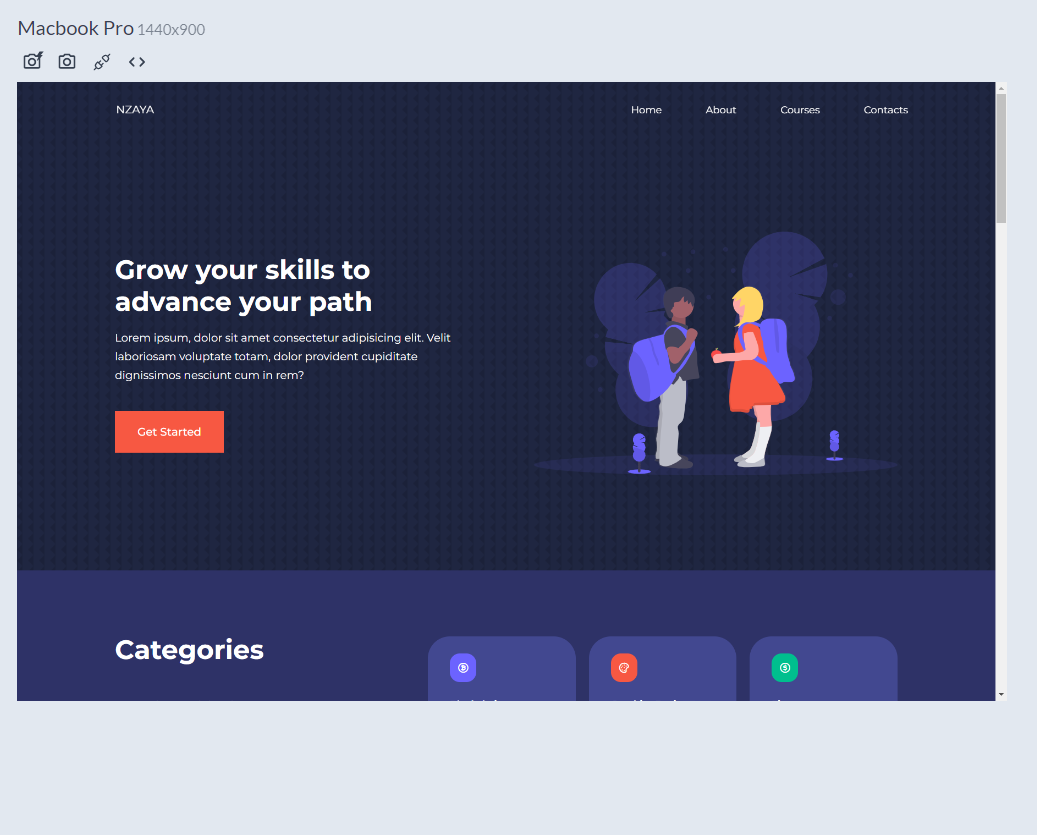 Macbook Pro 1440x900
NZAYA
Home About Courses Contacts
Grow your skills to
advance your path
Lorem ipsum, dolor sit amet consectetur adipisicing elit. Velit
laboriosam voluptate totam, dolor provident cupiditate
dignissimos nesciunt cum in rem?
Get Started
Categories